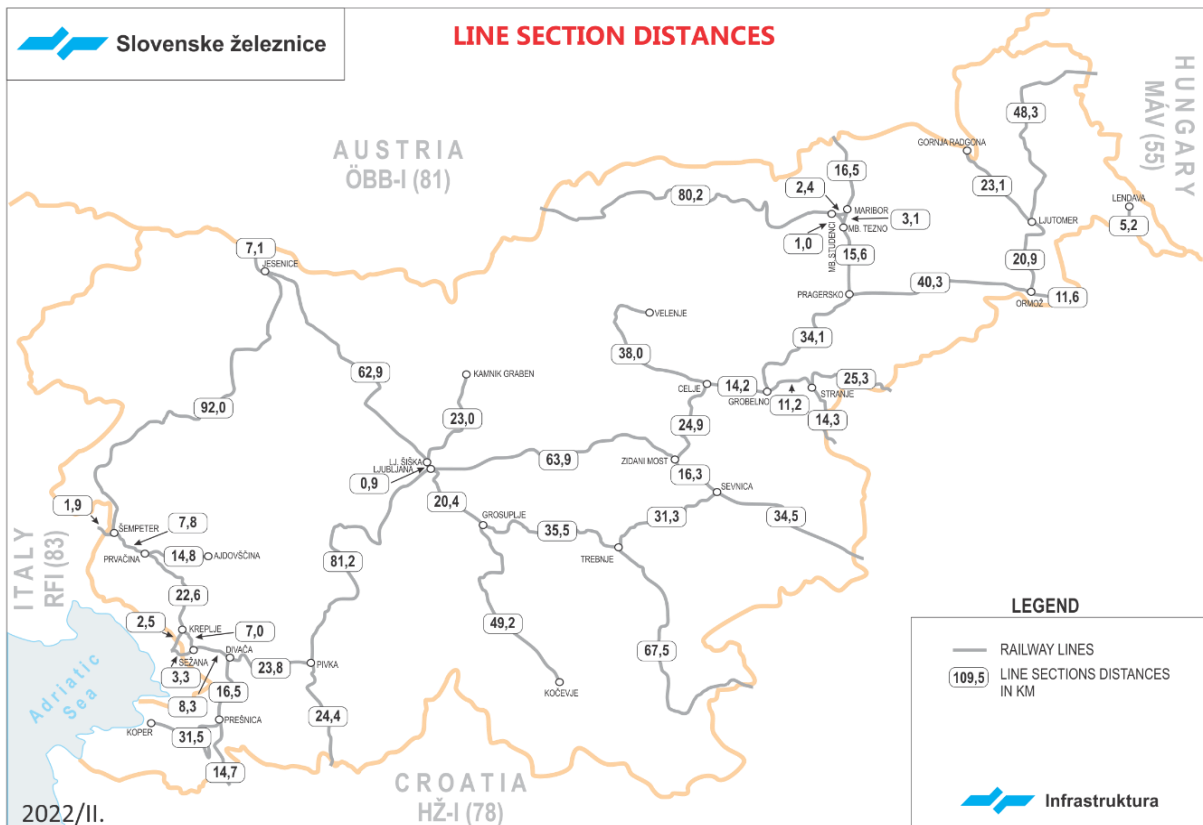 Slovenske železnice
LINE SECTION DISTANCES
HUNGARY
MÁV (55)
AUSTRIA
ÖBB-I (81)
48,3
GORNJA RADGONA
16,5
23,1
80,2
2,4
LENDAVA
MARIBOR
3,1
5,2
LJUTOMER
MB. TEZNO
1,0
MB. STUDENCI
7,1
15,6
20,9
JESENICE
40,3
PRAGERSKO
11,6
ORMOŽ
VELENJE
34,1
38,0
62,9
KAMNIK GRABEN
25,3
CELJE
14,2
STRANJE
GROBELNO
11,2
92,0
23,0
14,3
24,9
LJ. ŠIŠKA
LJUBLJANA
63,9
ZIDANI MOST
16,3
0,9
SEVNICA
20,4
1,9
GROSUPLJE
31,3
34,5
7,8
ŠEMPETER
35,5
PRVAČINA
14,8
AJDOVŠČINA
TREBNJE
81,2
ITALY
RFI (83)
22,6
LEGEND
2,5
KREPLJE
7,0
49,2
DIVAČA
SEŽANA
67,5
RAILWAY LINES
23,8
PIVKA
3,3
109,5
LINE SECTIONS DISTANCES
IN KM
KOČEVJE
16,5
8,3
Adriatic
Sea
24,4
PREŠNICA
KOPER
31,5
14,7
CROATIA
HŽ-I (78)
2022/II.
Infrastruktura